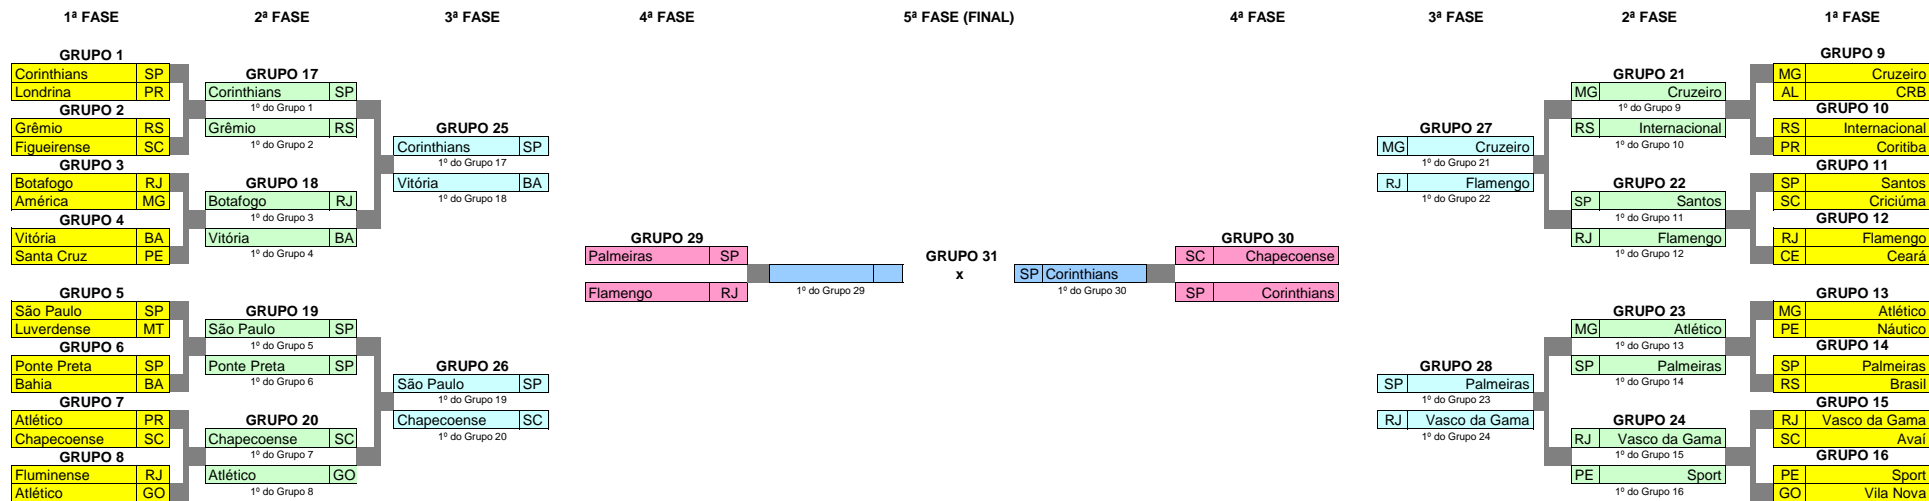 1ª FASE 2ª FASE 3ª FASE 4ª FASE 5ª FASE (FINAL) 4ª FASE 3ª FASE 2ª FASE 1ª FASE
GRUPO 1
Corinthians SP
Londrina PR
GRUPO 2
Grêmio RS
Figueirense SC
GRUPO 3
Botafogo RJ
América MG
GRUPO 4
Vitória BA
Santa Cruz PE
GRUPO 5
São Paulo SP
Luverdense MT
GRUPO 6
Ponte Preta SP
Bahia BA
GRUPO 7
Atlético PR
Chapecoense SC
GRUPO 8
Fluminense RJ
Atlético GO
GRUPO 17
Corinthians SP
1º do Grupo 1
Grêmio RS
1º do Grupo 2
GRUPO 18
Botafogo RJ
1º do Grupo 3
Vitória BA
1º do Grupo 4
GRUPO 19
São Paulo SP
1º do Grupo 5
Ponte Preta SP
1º do Grupo 6
GRUPO 20
Chapecoense SC
1º do Grupo 7
Atlético GO
1º do Grupo 8
GRUPO 25
Corinthians SP
1º do Grupo 17
Vitória BA
1º do Grupo 18
GRUPO 26
São Paulo SP
1º do Grupo 19
Chapecoense SC
1º do Grupo 20
GRUPO 29
Palmeiras SP
Flamengo RJ
1º do Grupo 29
GRUPO 31
x
SP Corinthians
1º do Grupo 30
GRUPO 30
SC Chapecoense
SP Corinthians
GRUPO 27
MG Cruzeiro
1º do Grupo 21
RJ Flamengo
1º do Grupo 22
GRUPO 28
SP Palmeiras
1º do Grupo 23
RJ Vasco da Gama
1º do Grupo 24
GRUPO 21
MG Cruzeiro
1º do Grupo 9
RS Internacional
1º do Grupo 10
GRUPO 22
SP Santos
1º do Grupo 11
RJ Flamengo
1º do Grupo 12
GRUPO 23
MG Atlético
1º do Grupo 13
SP Palmeiras
1º do Grupo 14
GRUPO 24
RJ Vasco da Gama
1º do Grupo 15
PE Sport
1º do Grupo 16
GRUPO 9
MG Cruzeiro
AL CRB
GRUPO 10
RS Internacional
PR Coritiba
GRUPO 11
SP Santos
SC Criciúma
GRUPO 12
RJ Flamengo
CE Ceará
GRUPO 13
MG Atlético
PE Náutico
GRUPO 14
SP Palmeiras
RS Brasil
GRUPO 15
RJ Vasco da Gama
SC Avaí
GRUPO 16
PE Sport
GO Vila Nova